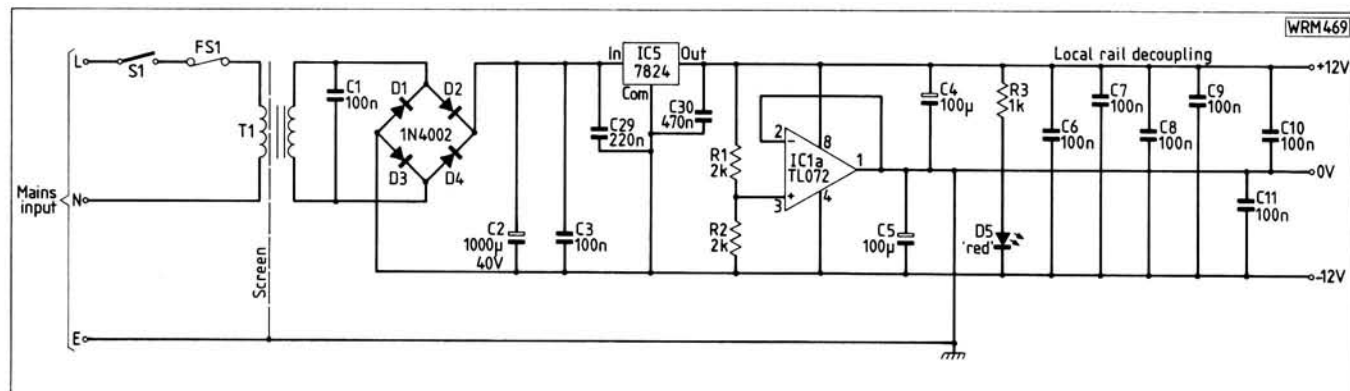 WRM469
L
S1
FS1
T1
Mains
input
N
E
Screen
C1
100n
D1
D2
1N4002
D3
D4
C2
1000µ
40V
C3
100n
In
IC5
7824
Out
Com
C29
220n
C30
470n
R1
2k
R2
2k
2
−
3
+
8
IC1a
TL072
4
1
C4
100µ
C5
100µ
R3
1k
D5
'red'
Local rail decoupling
C6
100n
C7
100n
C8
100n
C9
100n
C10
100n
C11
100n
+12V
0V
-12V